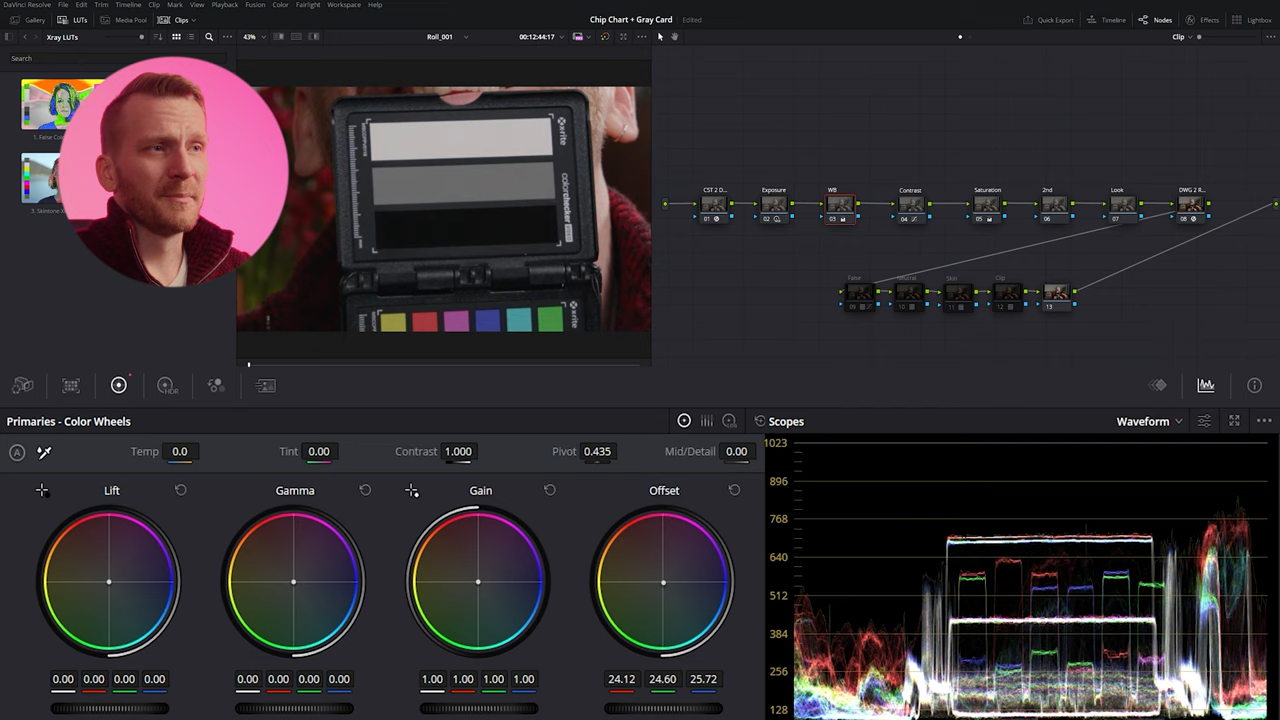 DaVinci Resolve File Edit Trim Timeline Clip Mark View Playback Fusion Color Fairlight Workspace Help
Gallery LUTs Media Pool Clips Chip Chart + Gray Card Edited Quick Export Timeline Nodes Effects Lightbox
Xray LUTs 43% Roll_001 00:12:44:17 Clip
Search
1. False Co
3. Skintone X
x-rite
colorchecker
x-rite
CST 2 D... Exposure WB Contrast Saturation 2nd Look DWG 2 R...
01 02 03 04 05 06 07 08
False Neutral Skin Clip
09 10 11 12 13
HDR
Primaries - Color Wheels Scopes Waveform
A Temp 0.0 Tint 0.00 Contrast 1.000 Pivot 0.435 Mid/Detail 0.00
Lift Gamma Gain Offset
0.00 0.00 0.00 0.00 0.00 0.00 0.00 0.00 1.00 1.00 1.00 1.00 24.12 24.60 25.72
1023
896
768
640
512
384
256
128